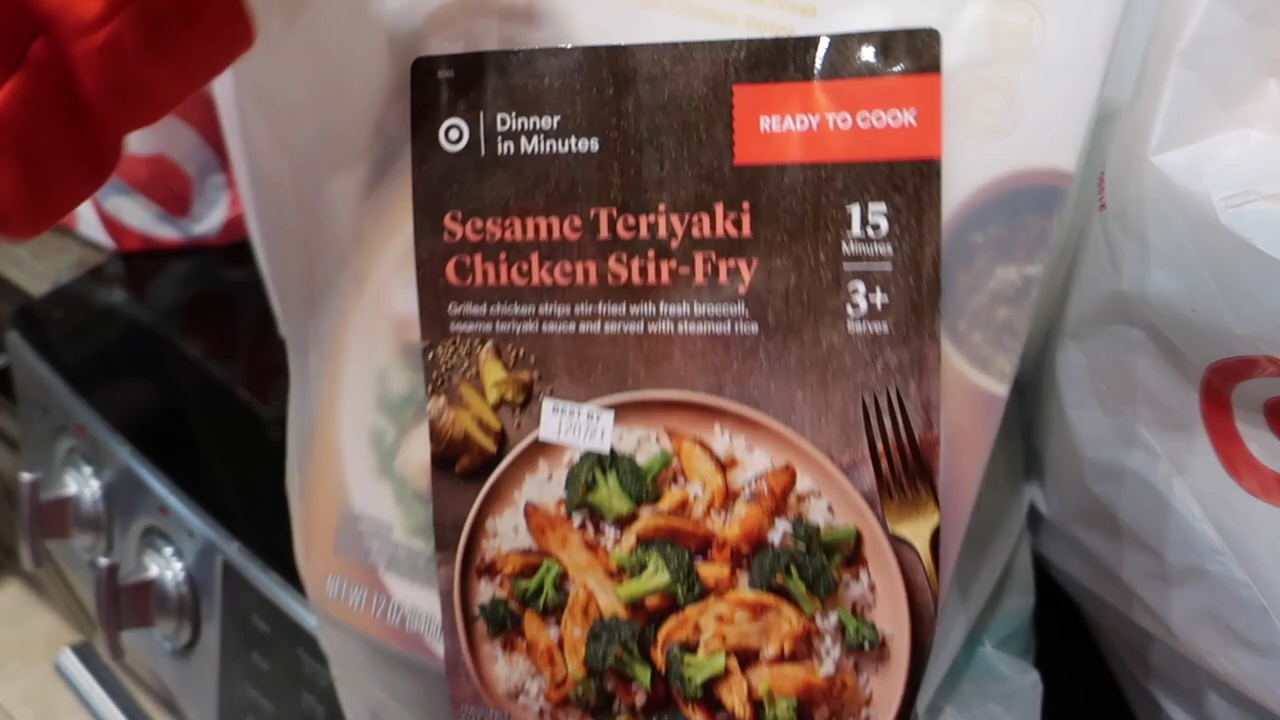 Dinner
in Minutes
READY TO COOK
Sesame Teriyaki
Chicken Stir-Fry
15
Minutes
3+
Serves
Grilled chicken strips stir-fried with fresh broccoli,
sesame teriyaki sauce and served with steamed rice
BEST BY
NET WT 12 OZ